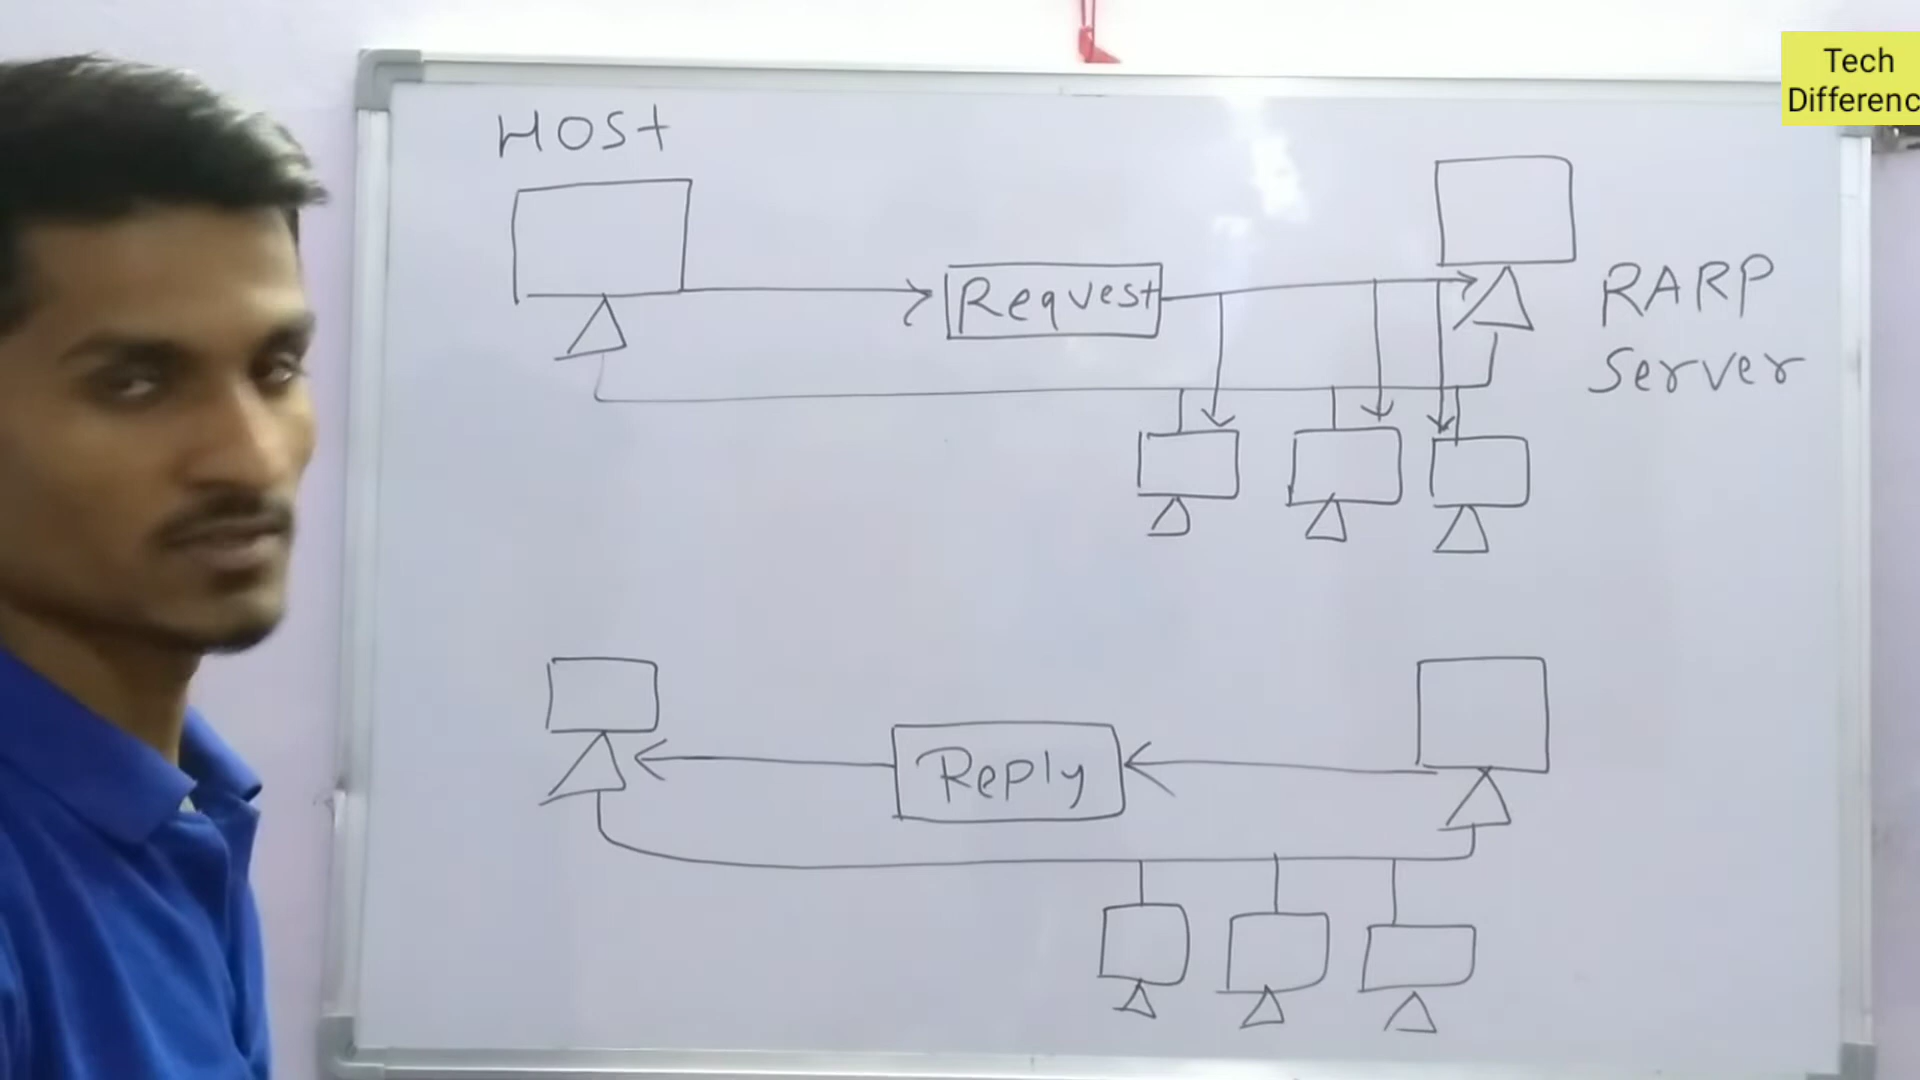 Tech
Differenc
HOSt
Request
RARP
Server
Reply